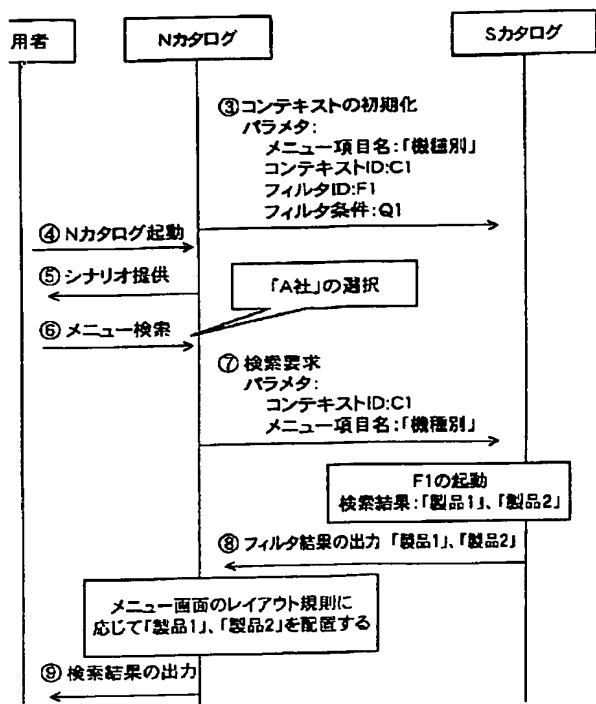 用者
Nカタログ
Sカタログ
③コンテキストの初期化
パラメタ:
メニュー項目名:「機種別」
コンテキストID:C1
フィルタID:F1
フィルタ条件:Q1
④Nカタログ起動
⑤シナリオ提供
「A社」の選択
⑥メニュー検索
⑦検索要求
パラメタ:
コンテキストID:C1
メニュー項目名:「機種別」
F1の起動
検索結果:「製品1」、「製品2」
⑧フィルタ結果の出力 「製品1」、「製品2」
メニュー画面のレイアウト規則に
応じて「製品1」、「製品2」を配置する
⑨検索結果の出力